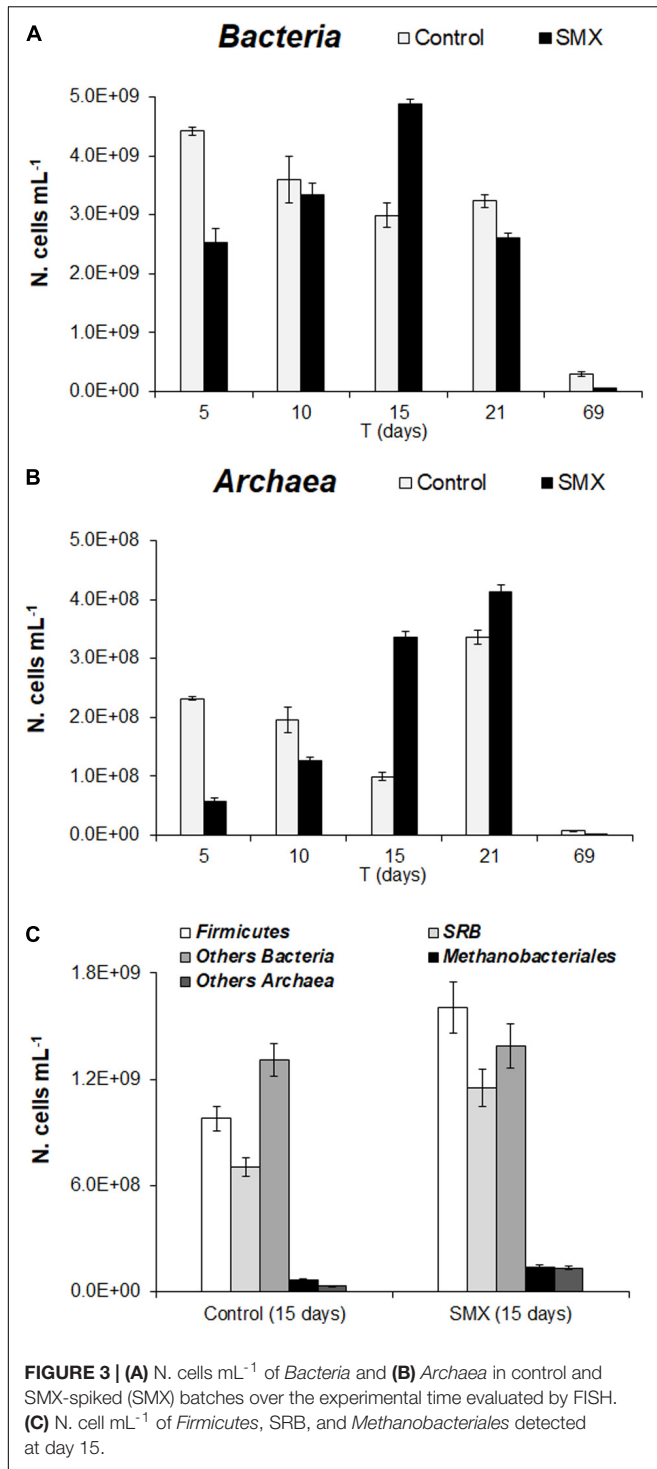 A
Bacteria
Control
SMX
5.0E+09
4.0E+09
3.0E+09
2.0E+09
1.0E+09
0.0E+00
N. cells mL-1
5 10 15 21 69
T (days)
B
Archaea
Control
SMX
5.0E+08
4.0E+08
3.0E+08
2.0E+08
1.0E+08
0.0E+00
N. cells mL-1
5 10 15 21 69
T (days)
C
Firmicutes
SRB
Others Bacteria
Methanobacteriales
Others Archaea
1.8E+09
1.2E+09
6.0E+08
0.0E+00
N. cells mL-1
Control (15 days)
SMX (15 days)
FIGURE 3 | (A) N. cells mL-1 of Bacteria and (B) Archaea in control and
SMX-spiked (SMX) batches over the experimental time evaluated by FISH.
(C) N. cell mL-1 of Firmicutes, SRB, and Methanobacteriales detected
at day 15.